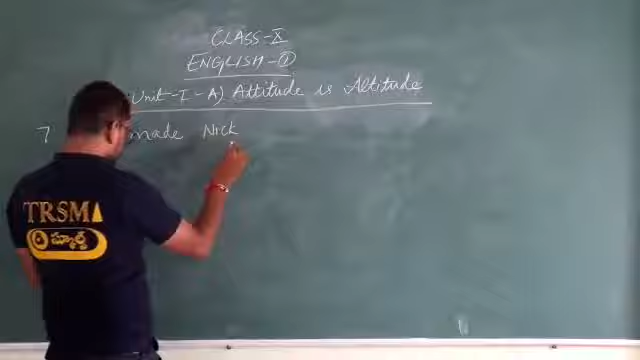 CLASS-X
ENGLISH-①
Unit-I-A) Attitude is Altitude
7 made Nick
TRSMA
స్మార్ట